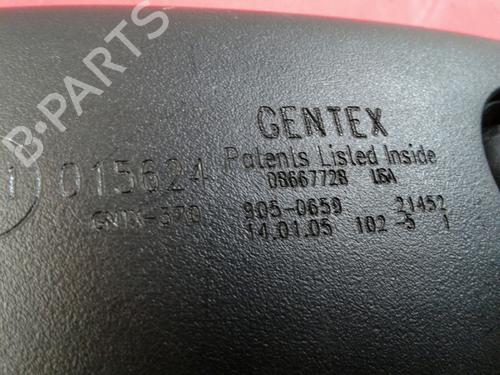 B-PARTS
GENTEX
Patents Listed Inside
08667728 USA
1 015624
GNTX-370
905-0659 21452
14.01.05 102 -5 1